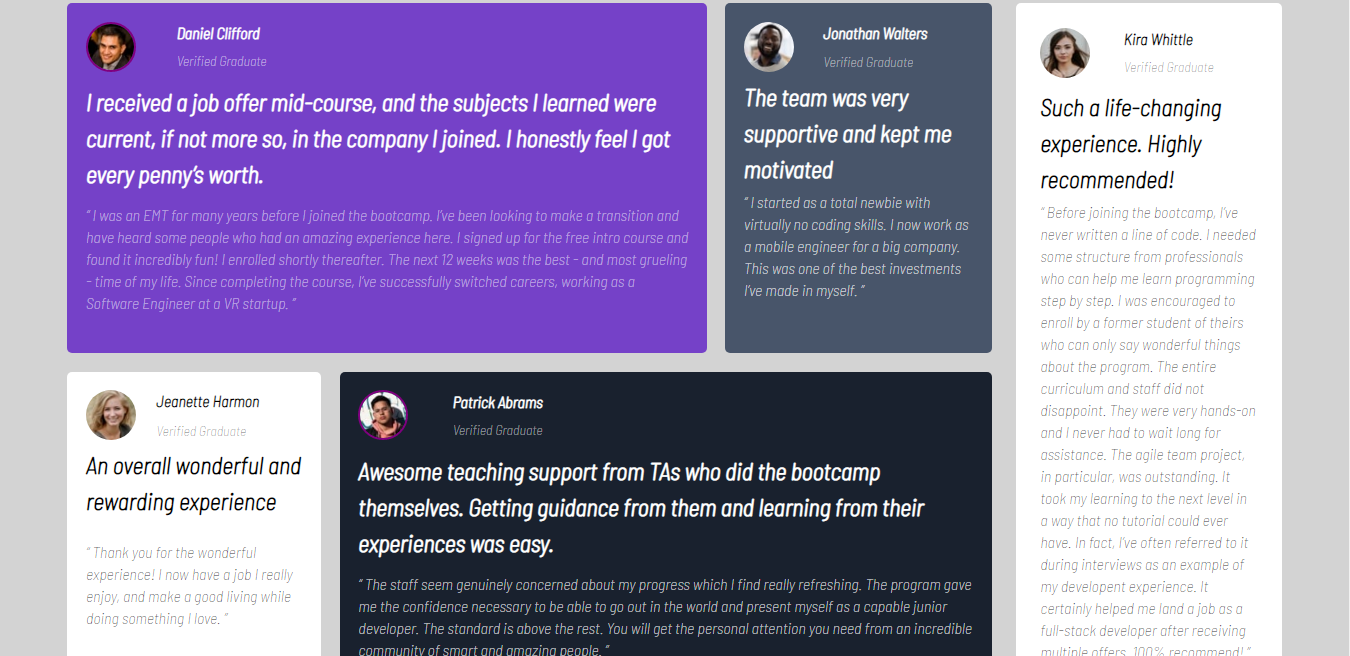 Daniel Clifford
Verified Graduate
I received a job offer mid-course, and the subjects I learned were
current, if not more so, in the company I joined. I honestly feel I got
every penny’s worth.
“ I was an EMT for many years before I joined the bootcamp. I’ve been looking to make a transition and
have heard some people who had an amazing experience here. I signed up for the free intro course and
found it incredibly fun! I enrolled shortly thereafter. The next 12 weeks was the best - and most grueling
- time of my life. Since completing the course, I’ve successfully switched careers, working as a
Software Engineer at a VR startup. ”
Jonathan Walters
Verified Graduate
The team was very
supportive and kept me
motivated
“ I started as a total newbie with
virtually no coding skills. I now work as
a mobile engineer for a big company.
This was one of the best investments
I’ve made in myself. ”
Kira Whittle
Verified Graduate
Such a life-changing
experience. Highly
recommended!
“ Before joining the bootcamp, I’ve
never written a line of code. I needed
some structure from professionals
who can help me learn programming
step by step. I was encouraged to
enroll by a former student of theirs
who can only say wonderful things
about the program. The entire
curriculum and staff did not
disappoint. They were very hands-on
and I never had to wait long for
assistance. The agile team project,
in particular, was outstanding. It
took my learning to the next level in
a way that no tutorial could ever
have. In fact, I’ve often referred to it
during interviews as an example of
my developent experience. It
certainly helped me land a job as a
full-stack developer after receiving
multiple offers. 100% recommend! ”
Jeanette Harmon
Verified Graduate
An overall wonderful and
rewarding experience
“ Thank you for the wonderful
experience! I now have a job I really
enjoy, and make a good living while
doing something I love. ”
Patrick Abrams
Verified Graduate
Awesome teaching support from TAs who did the bootcamp
themselves. Getting guidance from them and learning from their
experiences was easy.
“ The staff seem genuinely concerned about my progress which I find really refreshing. The program gave
me the confidence necessary to be able to go out in the world and present myself as a capable junior
developer. The standard is above the rest. You will get the personal attention you need from an incredible
community of smart and amazing people. ”